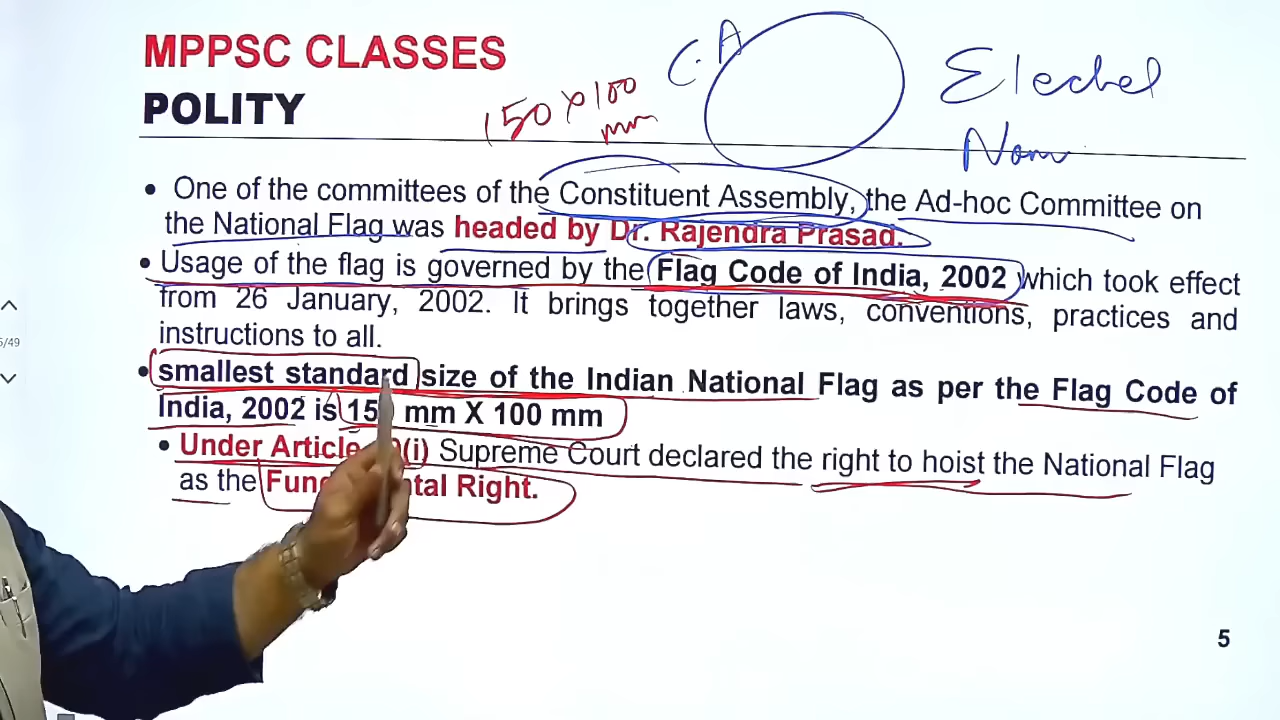 MPPSC CLASSES
POLITY
150 x 100
mm
C.A
Elected
Nom
• One of the committees of the Constituent Assembly, the Ad-hoc Committee on
the National Flag was headed by Dr. Rajendra Prasad.
• Usage of the flag is governed by the Flag Code of India, 2002 which took effect
from 26 January, 2002. It brings together laws, conventions, practices and
instructions to all.
• smallest standard size of the Indian National Flag as per the Flag Code of
India, 2002 is 15 mm X 100 mm
• Under Article (i) Supreme Court declared the right to hoist the National Flag
as the Right.
/49
5